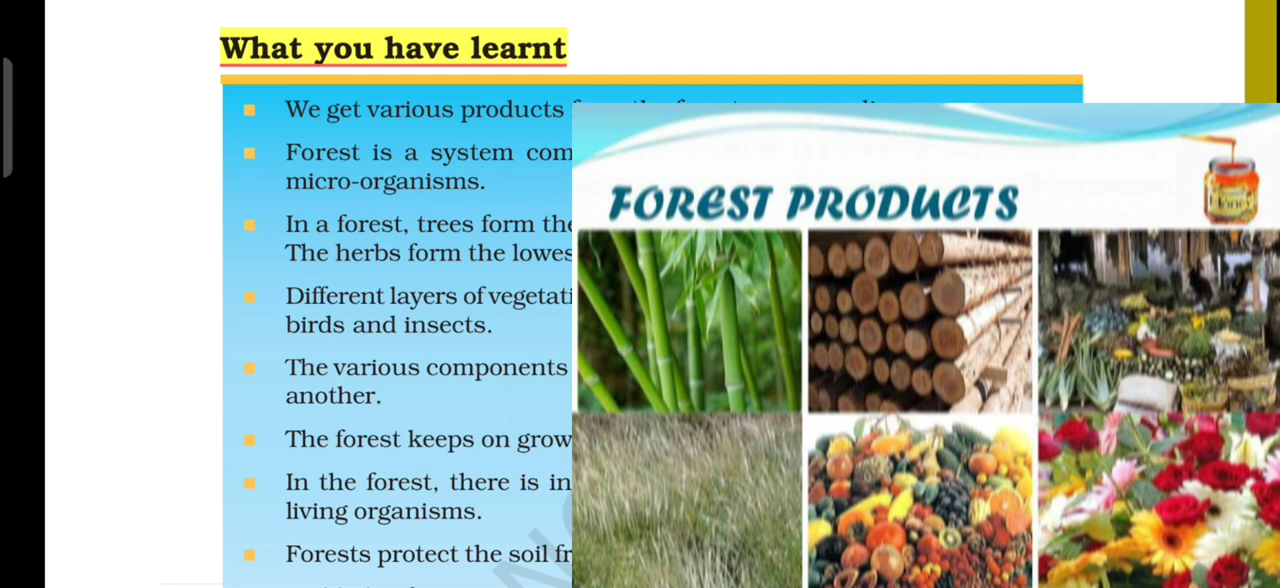 What you have learnt
We get various products
Forest is a system com
micro-organisms.
In a forest, trees form the
The herbs form the lowes
Different layers of vegetati
birds and insects.
The various components
another.
The forest keeps on grow
In the forest, there is in
living organisms.
Forests protect the soil fr
FOREST PRODUCTS
Honey